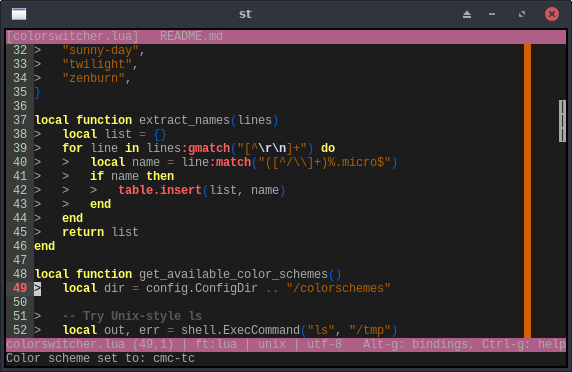 st
[colorswitcher.lua]   README.md
32 >   "sunny-day",
33 >   "twilight",
34 >   "zenburn",
35 }
36
37 local function extract_names(lines)
38 >   local list = {}
39 >   for line in lines:gmatch("[^\r\n]+") do
40 >   >   local name = line:match("([^/\\]+)%.micro$")
41 >   >   if name then
42 >   >   >   table.insert(list, name)
43 >   >   end
44 >   end
45 >   return list
46 end
47
48 local function get_available_color_schemes()
49 >   local dir = config.ConfigDir .. "/colorschemes"
50
51 >   -- Try Unix-style ls
52 >   local out, err = shell.ExecCommand("ls", "/tmp")
colorswitcher.lua (49,1) | ft:lua | unix | utf-8   Alt-g: bindings, Ctrl-g: help
Color scheme set to: cmc-tc